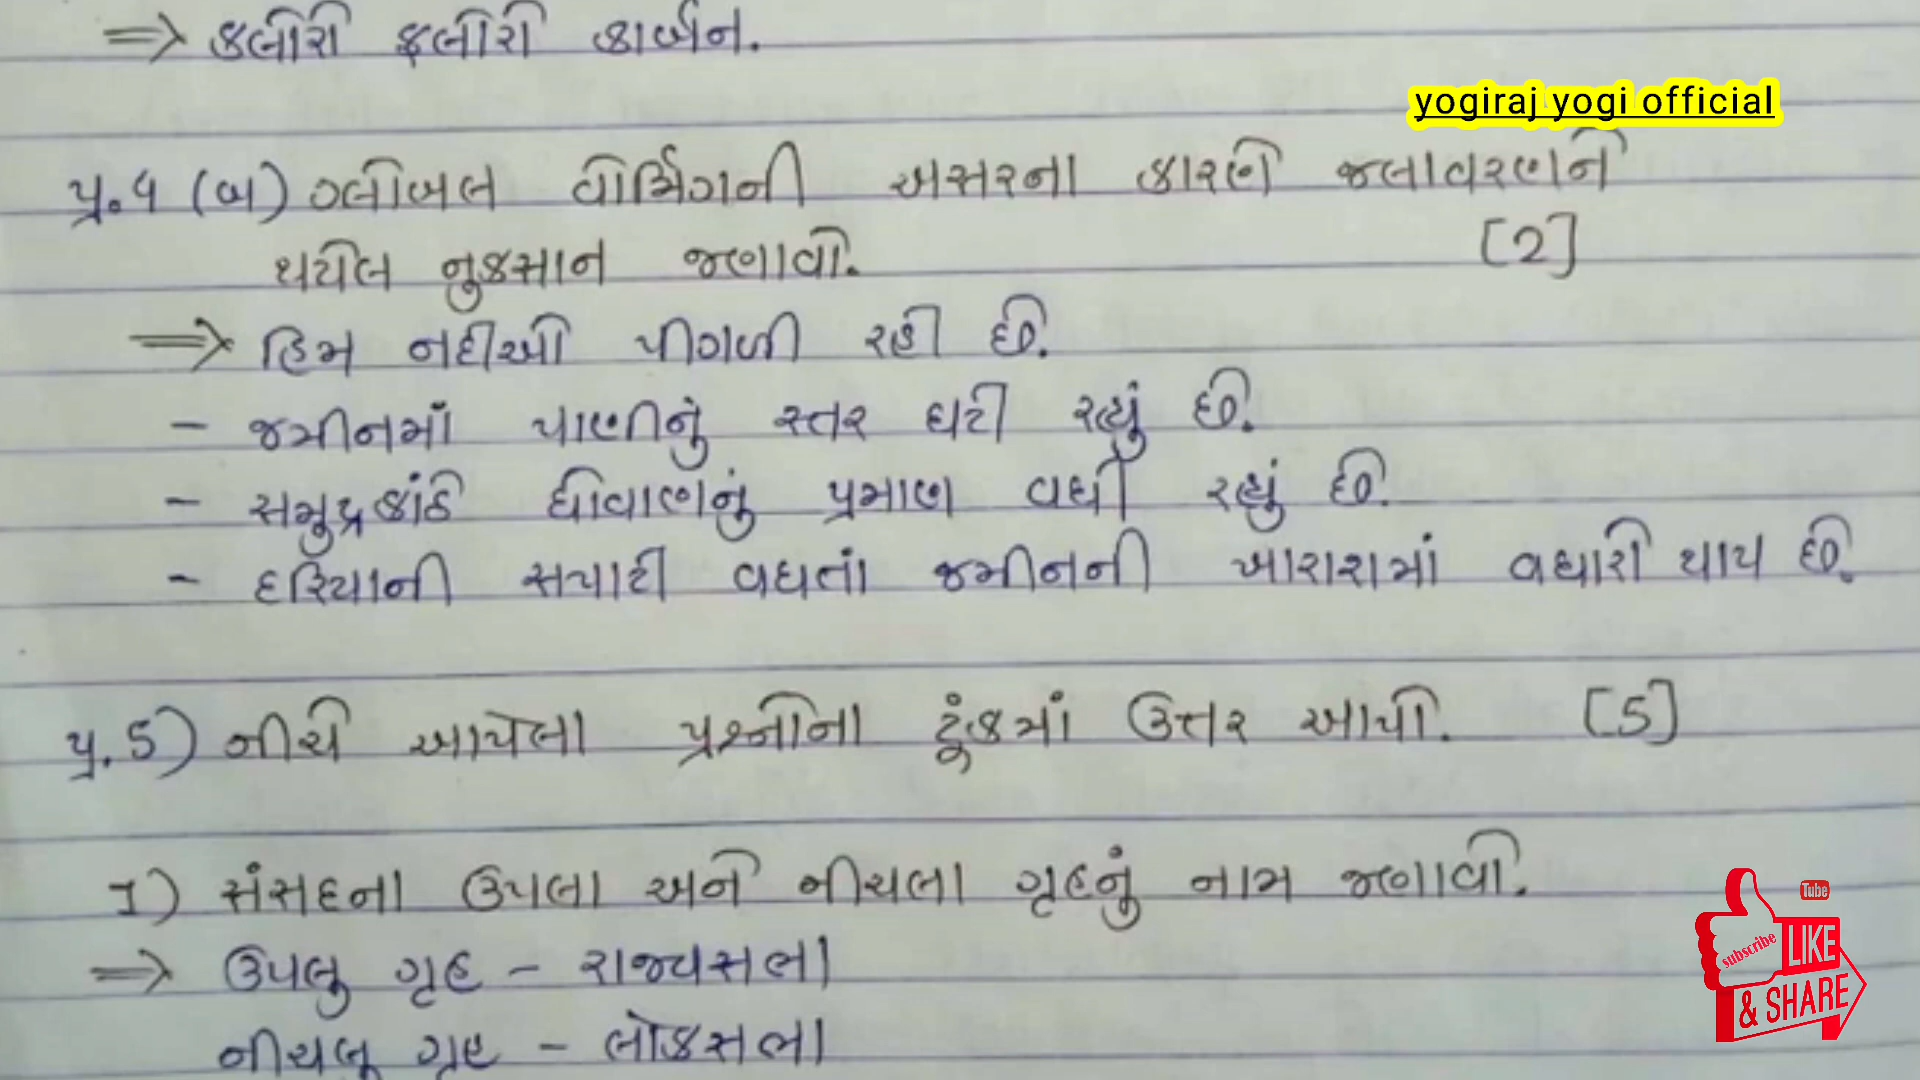 ⇒ ક્લોરો ફ્લોરો કાર્બન.
yogiraj yogi official
પ્ર.4 (બ) ગ્લોબલ વોર્મિંગની અસરના કારણે જલાવરણને
થયેલ નુકસાન જણાવો. [2]
⇒ હિમ નદીઓ પીગળી રહી છે.
- જમીનમાં પાણીનું સ્તર ઘટી રહ્યું છે.
- સમુદ્રકાંઠે ધોવાણનું પ્રમાણ વધી રહ્યું છે.
- દરિયાની સપાટી વધતાં જમીનની ખારાશમાં વધારો થાય છે.
પ્ર. 5) નીચે આપેલા પ્રશ્નોના ટૂંકમાં ઉત્તર આપો. [5]
1) સંસદના ઉપલા અને નીચલા ગૃહનું નામ જણાવો.
⇒ ઉપલુ ગૃહ - રાજ્યસભા
નીચલુ ગૃહ - લોકસભા
Tube
subscribe LIKE
& SHARE